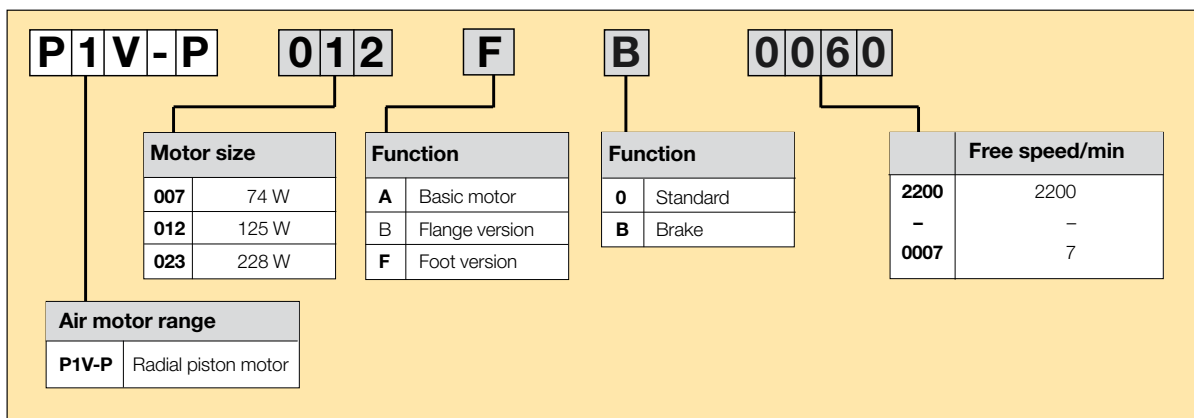 P1V-P 012 F B 0060
Motor size
007 74 W
012 125 W
023 228 W
Function
A Basic motor
B Flange version
F Foot version
Function
0 Standard
B Brake
Free speed/min
2200 2200
– –
0007 7
Air motor range
P1V-P Radial piston motor